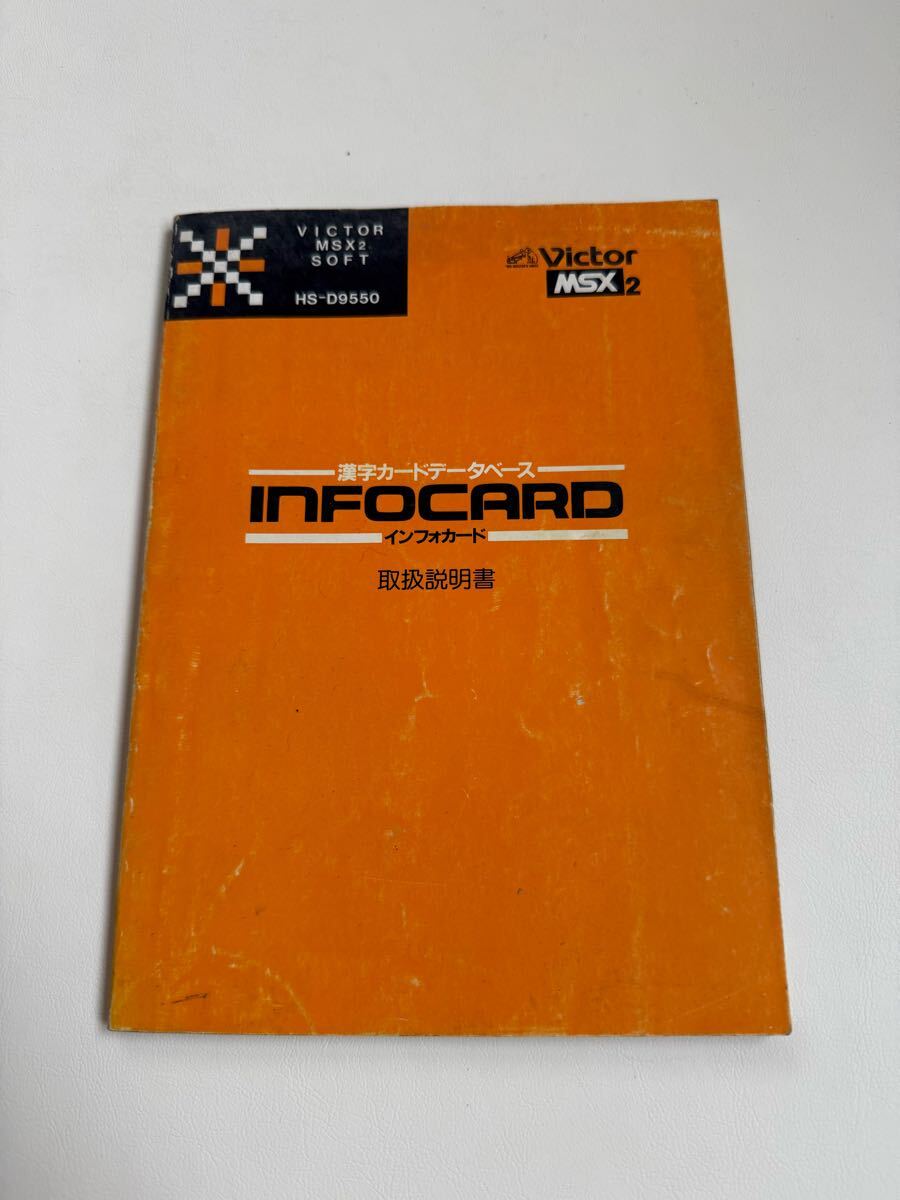 VICTOR
MSX2
SOFT
HS-D9550
Victor
MSX2
漢字カードデータベース
INFOCARD
インフォカード
取扱説明書